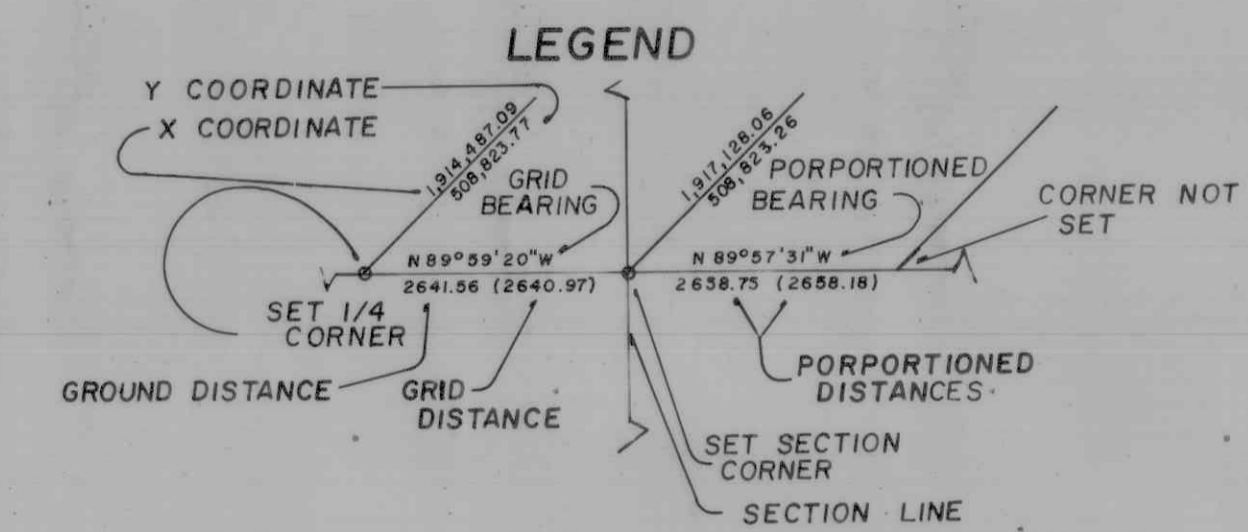 LEGEND
Y COORDINATE
X COORDINATE
1,914,487.09
508,823.77
GRID
BEARING
1,917,128.06
508,823.26
PORPORTIONED
BEARING
CORNER NOT
SET
N 89°59'20"W
2641.56 (2640.97)
N 89°57'31"W
2658.75 (2658.18)
SET 1/4
CORNER
GROUND DISTANCE
GRID
DISTANCE
PORPORTIONED
DISTANCES
SET SECTION
CORNER
SECTION LINE